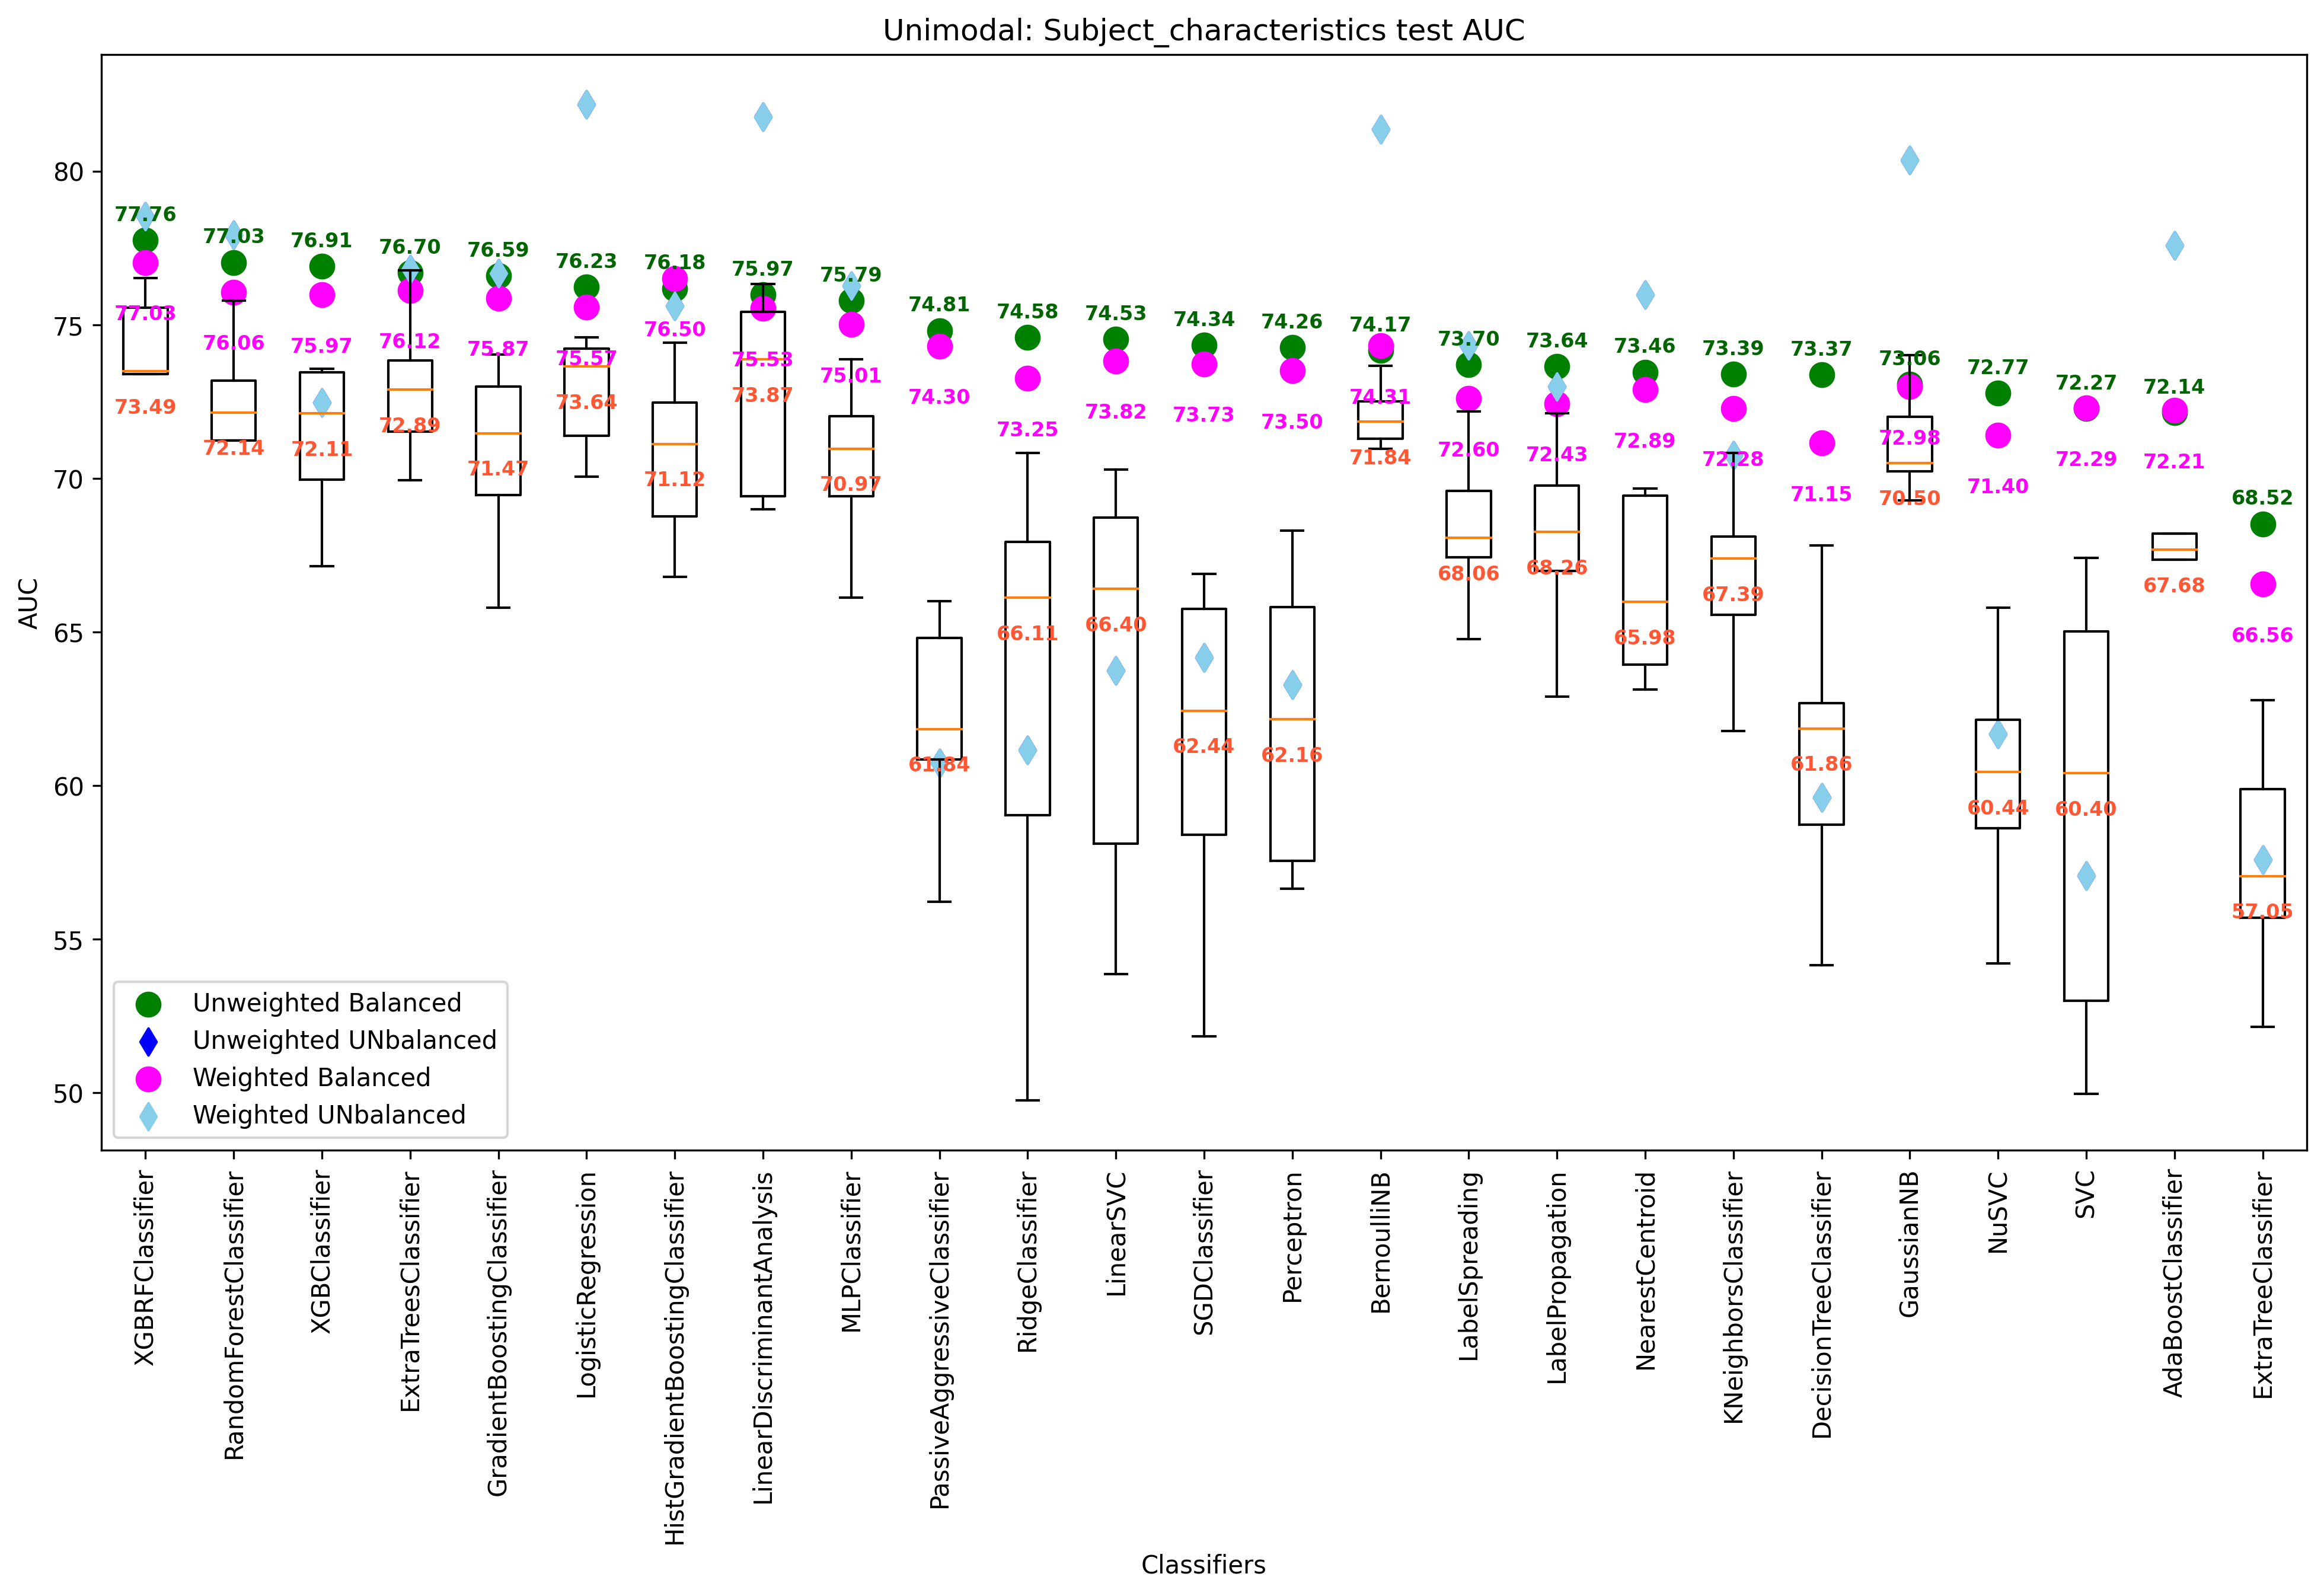 Unimodal: Subject_characteristics test AUC
AUC
80
75
70
65
60
55
50
77.76
77.03
76.91
76.70
76.59
76.23
76.18
75.97
75.79
74.81
74.58
74.53
74.34
74.26
74.17
73.70
73.64
73.46
73.39
73.37
73.06
72.77
72.27
72.14
68.52
77.03
76.06
75.97
76.12
75.87
75.57
76.50
75.53
75.01
74.30
73.25
73.82
73.73
73.50
74.31
72.60
72.43
72.89
72.28
71.15
72.98
71.40
72.29
72.21
66.56
73.49
72.14
72.11
72.89
71.47
73.64
71.12
73.87
70.97
61.84
66.11
66.40
62.44
62.16
71.84
68.06
68.26
65.98
67.39
61.86
70.50
60.44
60.40
67.68
57.05
Unweighted Balanced
Unweighted UNbalanced
Weighted Balanced
Weighted UNbalanced
XGBRFClassifier
RandomForestClassifier
XGBClassifier
ExtraTreesClassifier
GradientBoostingClassifier
LogisticRegression
HistGradientBoostingClassifier
LinearDiscriminantAnalysis
MLPClassifier
PassiveAggressiveClassifier
RidgeClassifier
LinearSVC
SGDClassifier
Perceptron
BernoulliNB
LabelSpreading
LabelPropagation
NearestCentroid
KNeighborsClassifier
DecisionTreeClassifier
GaussianNB
NuSVC
SVC
AdaBoostClassifier
ExtraTreeClassifier
Classifiers